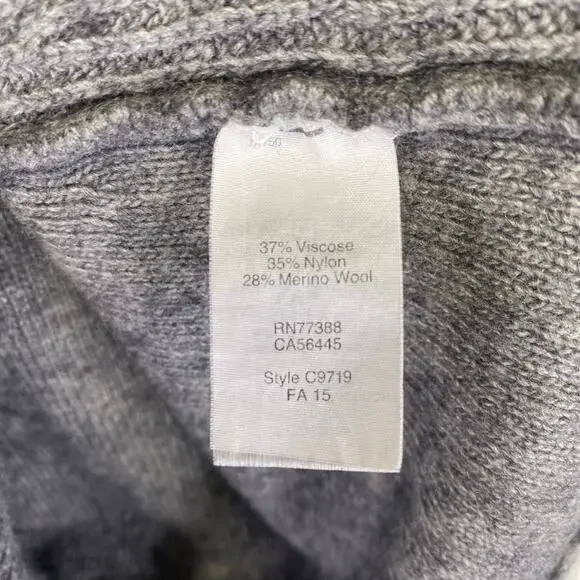 37% Viscose
35% Nylon
28% Merino Wool
RN77388
CA56445
Style C9719
FA 15